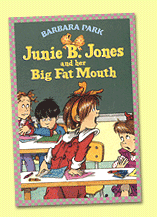 BARBARA PARK
Junie B. Jones
and her
Big Fat Mouth